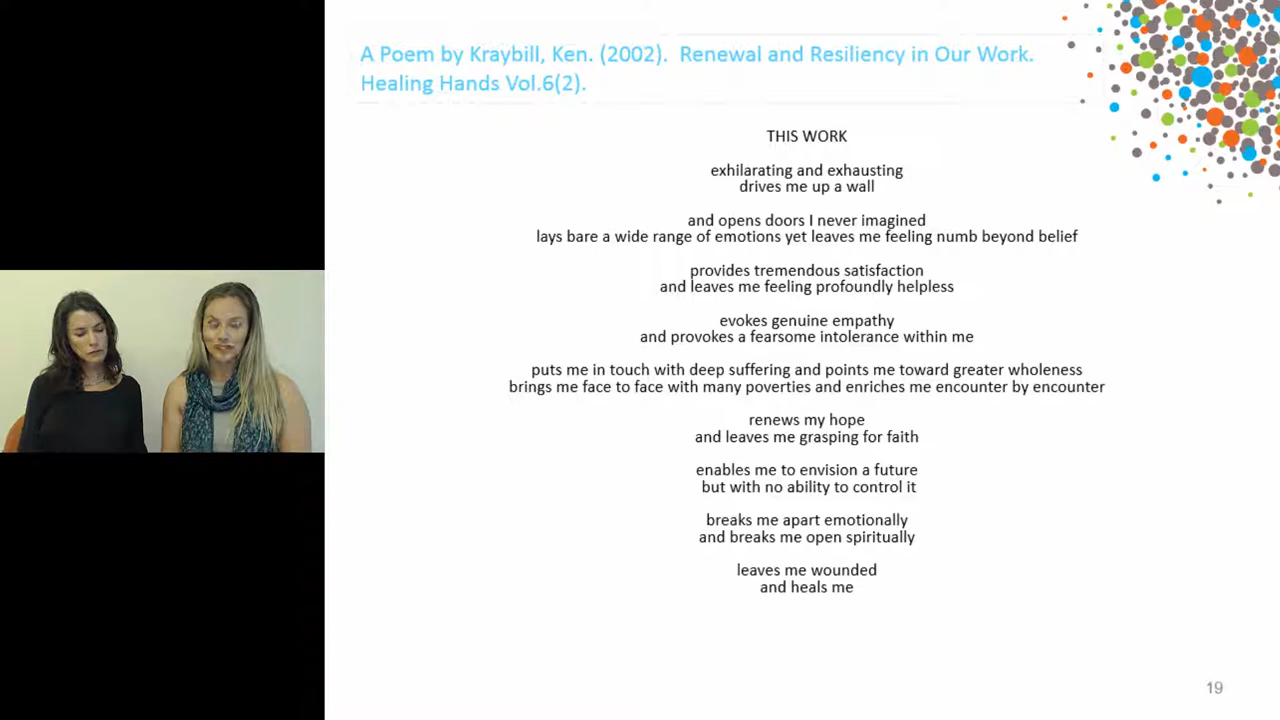 A Poem by Kraybill, Ken. (2002).  Renewal and Resiliency in Our Work.
Healing Hands Vol.6(2).
THIS WORK
exhilarating and exhausting
drives me up a wall
and opens doors I never imagined
lays bare a wide range of emotions yet leaves me feeling numb beyond belief
provides tremendous satisfaction
and leaves me feeling profoundly helpless
evokes genuine empathy
and provokes a fearsome intolerance within me
puts me in touch with deep suffering and points me toward greater wholeness
brings me face to face with many poverties and enriches me encounter by encounter
renews my hope
and leaves me grasping for faith
enables me to envision a future
but with no ability to control it
breaks me apart emotionally
and breaks me open spiritually
leaves me wounded
and heals me
19